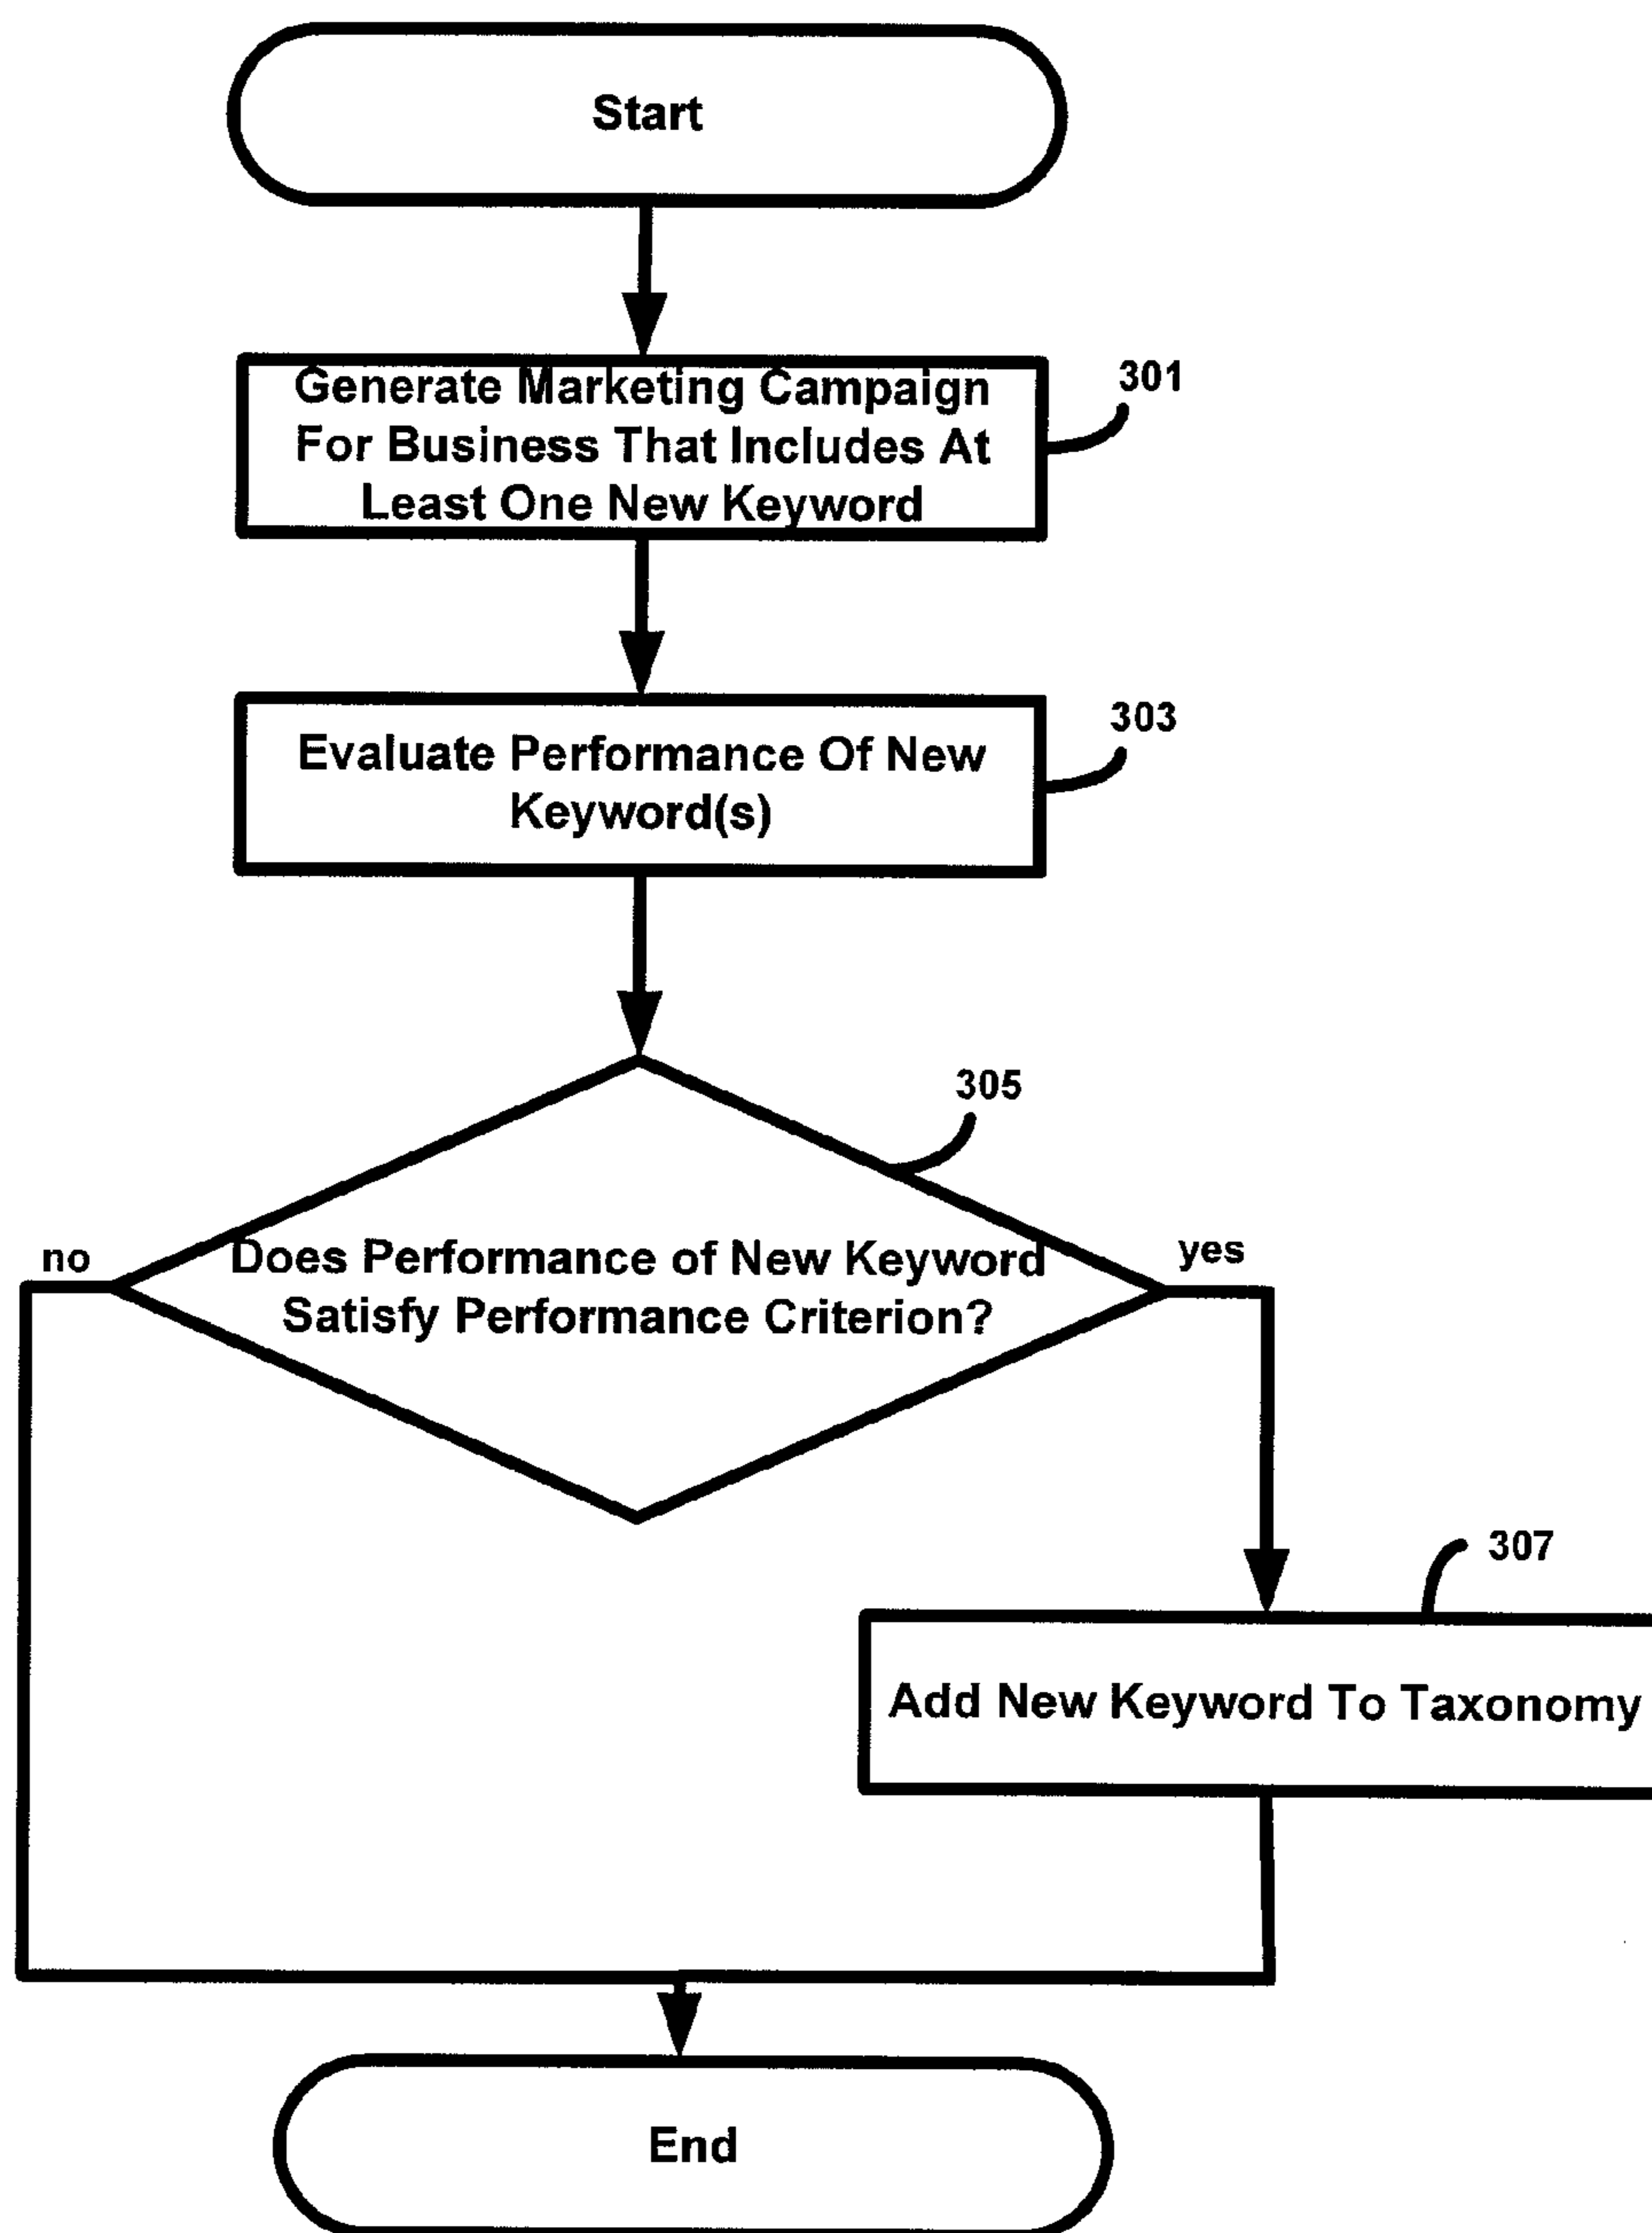 Start
Generate Marketing Campaign
For Business That Includes At
Least One New Keyword
301
Evaluate Performance Of New
Keyword(s)
303
305
Does Performance of New Keyword
Satisfy Performance Criterion?
no
yes
307
Add New Keyword To Taxonomy
End